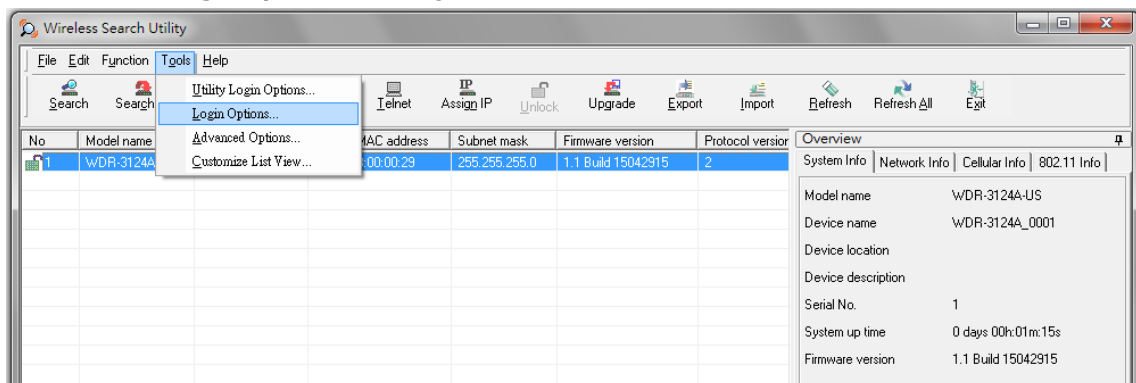 Wireless Search Utility
File Edit Function Tools Help
Search Search Telnet Assign IP Unlock Upgrade Export Import Refresh Refresh All Exit
Utility Login Options...
Login Options...
Advanced Options...
Customize List View...
No Model name MAC address Subnet mask Firmware version Protocol version Overview
1 WDR-3124A :00:00:29 255.255.255.0 1.1 Build 15042915 2
System Info Network Info Cellular Info 802.11 Info
Model name WDR-3124A-US
Device name WDR-3124A_0001
Device location
Device description
Serial No. 1
System up time 0 days 00h:01m:15s
Firmware version 1.1 Build 15042915